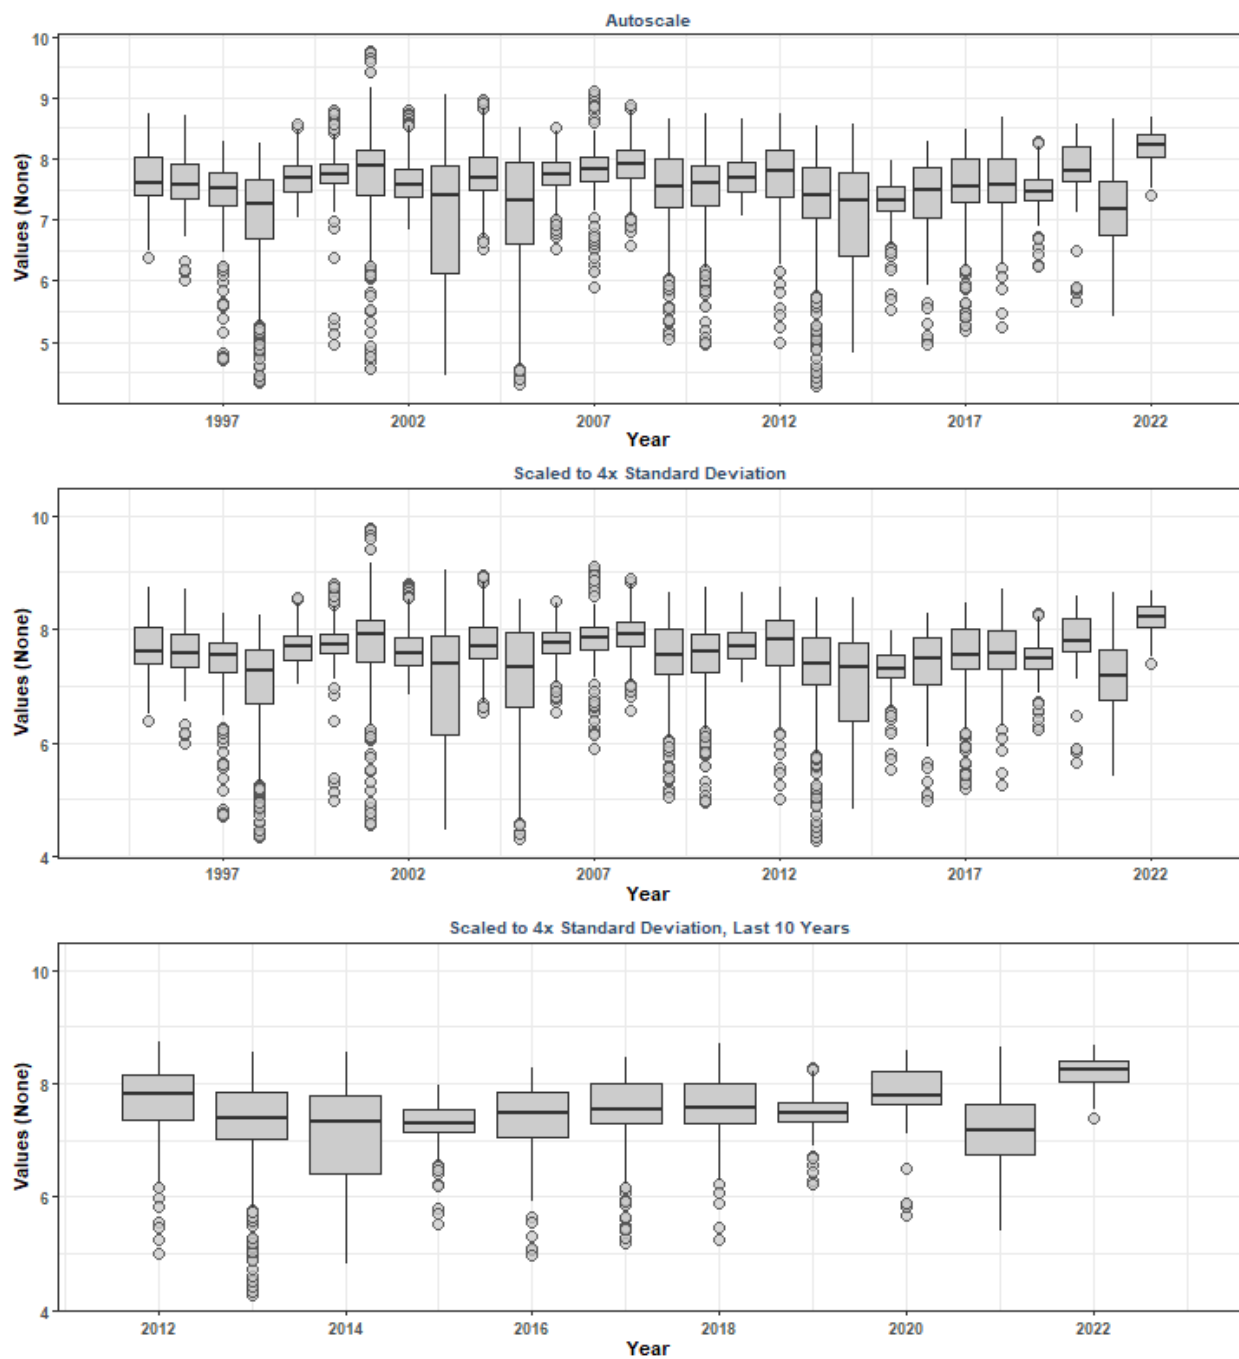 Autoscale
Values (None)
10
9
8
7
6
5
1997 2002 2007 2012 2017 2022
Year
Scaled to 4x Standard Deviation
Values (None)
10
8
6
4
1997 2002 2007 2012 2017 2022
Year
Scaled to 4x Standard Deviation, Last 10 Years
Values (None)
10
8
6
4
2012 2014 2016 2018 2020 2022
Year